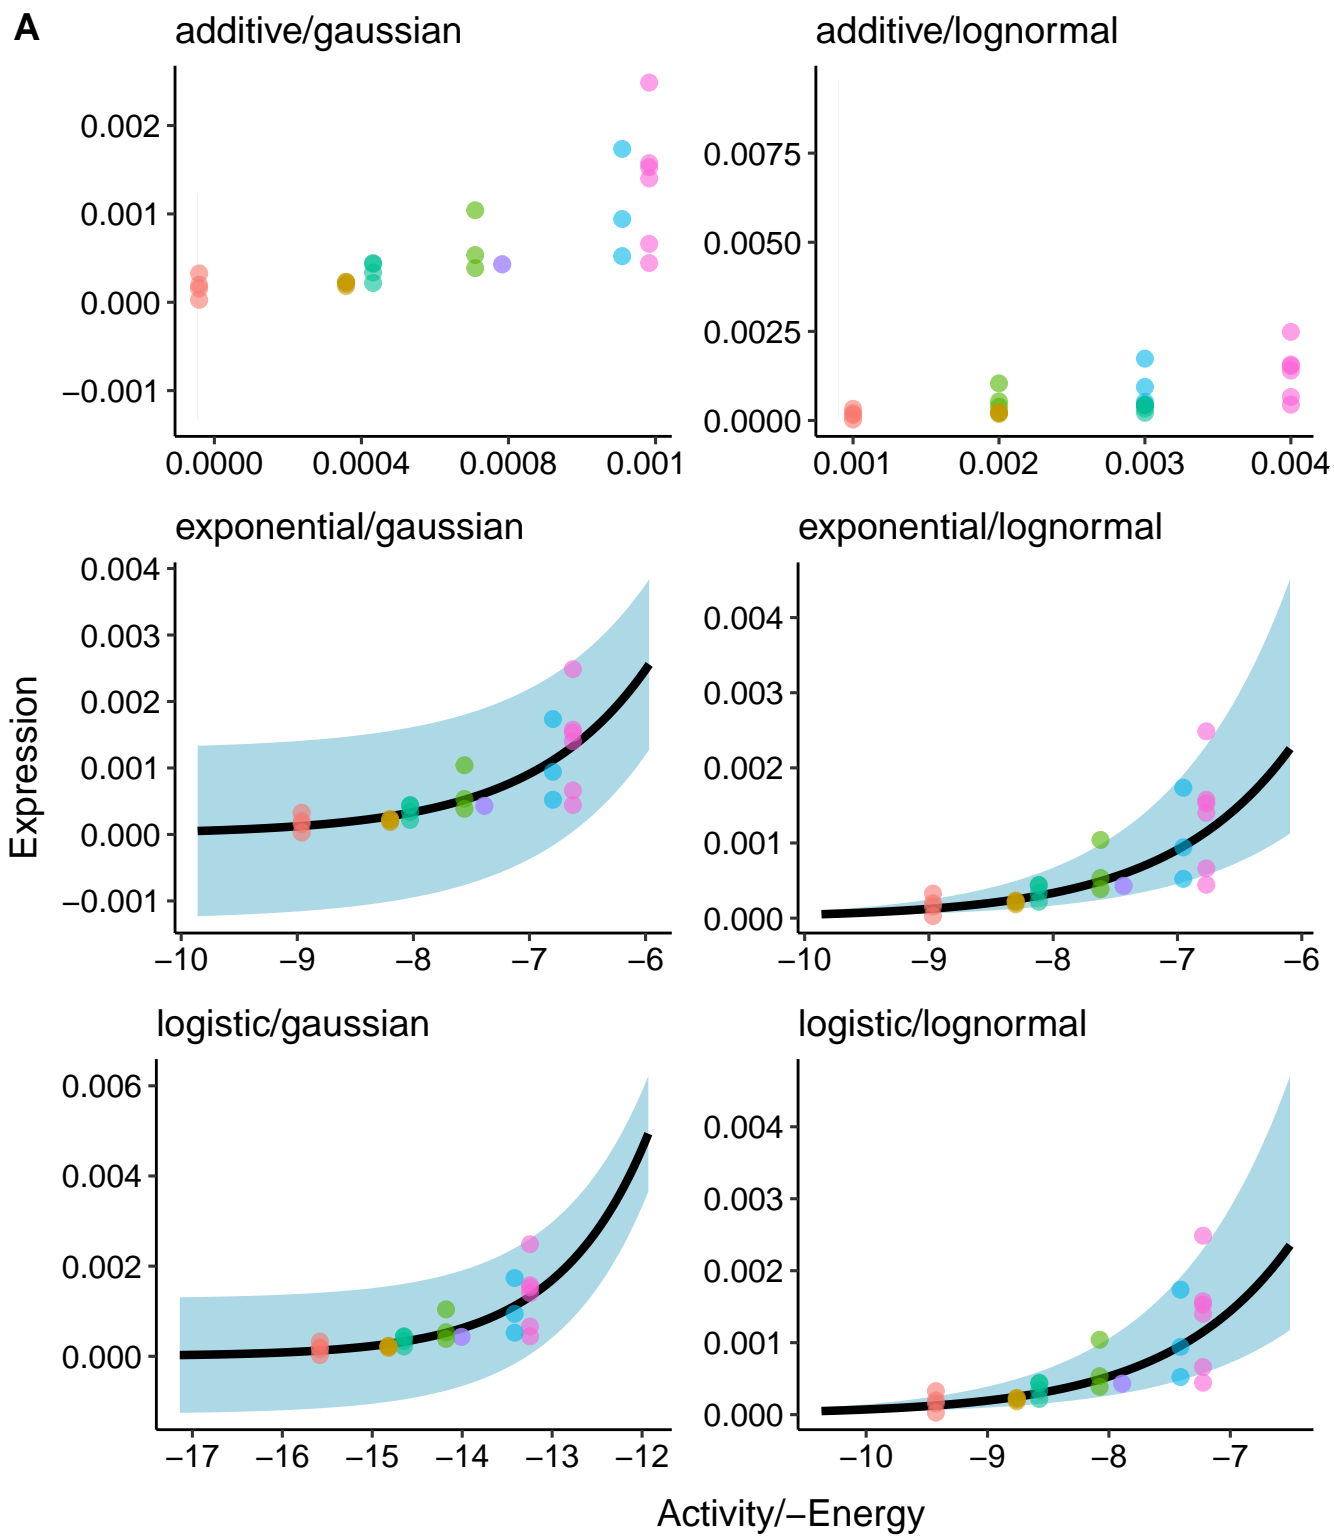 A
additive/gaussian
additive/lognormal
0.002
0.001
0.000
−0.001
0.0000 0.0004 0.0008 0.001
0.0075
0.0050
0.0025
0.0000
0.001 0.002 0.003 0.004
exponential/gaussian
exponential/lognormal
0.004
0.003
0.002
0.001
0.000
−0.001
−10 −9 −8 −7 −6
0.004
0.003
0.002
0.001
0.000
−10 −9 −8 −7 −6
Expression
logistic/gaussian
logistic/lognormal
0.006
0.004
0.002
0.000
−17 −16 −15 −14 −13 −12
0.004
0.003
0.002
0.001
0.000
−10 −9 −8 −7
Activity/−Energy